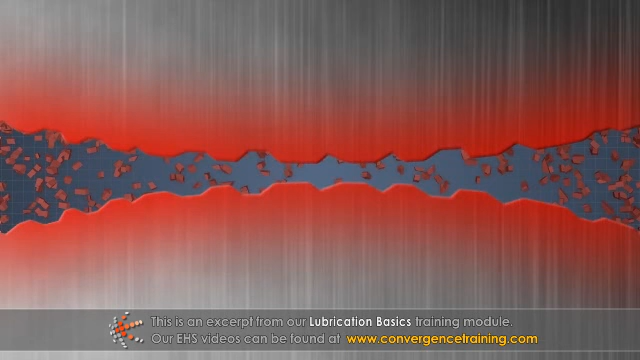 This is an excerpt from our Lubrication Basics training module.
Our EHS videos can be found at www.convergencetraining.com